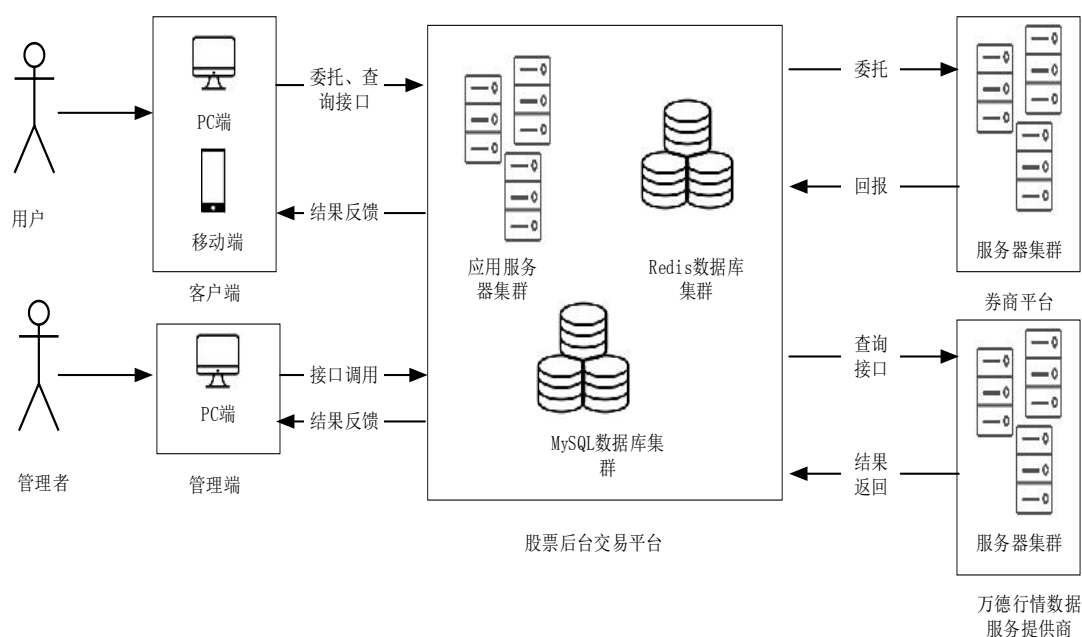 用户
PC端
移动端
客户端
委托、查
询接口
结果反馈
管理者
PC端
管理端
接口调用
结果反馈
应用服务
器集群
Redis数据库
集群
MySQL数据库集
群
股票后台交易平台
委托
回报
服务器集群
券商平台
查询
接口
结果
返回
服务器集群
万德行情数据
服务提供商